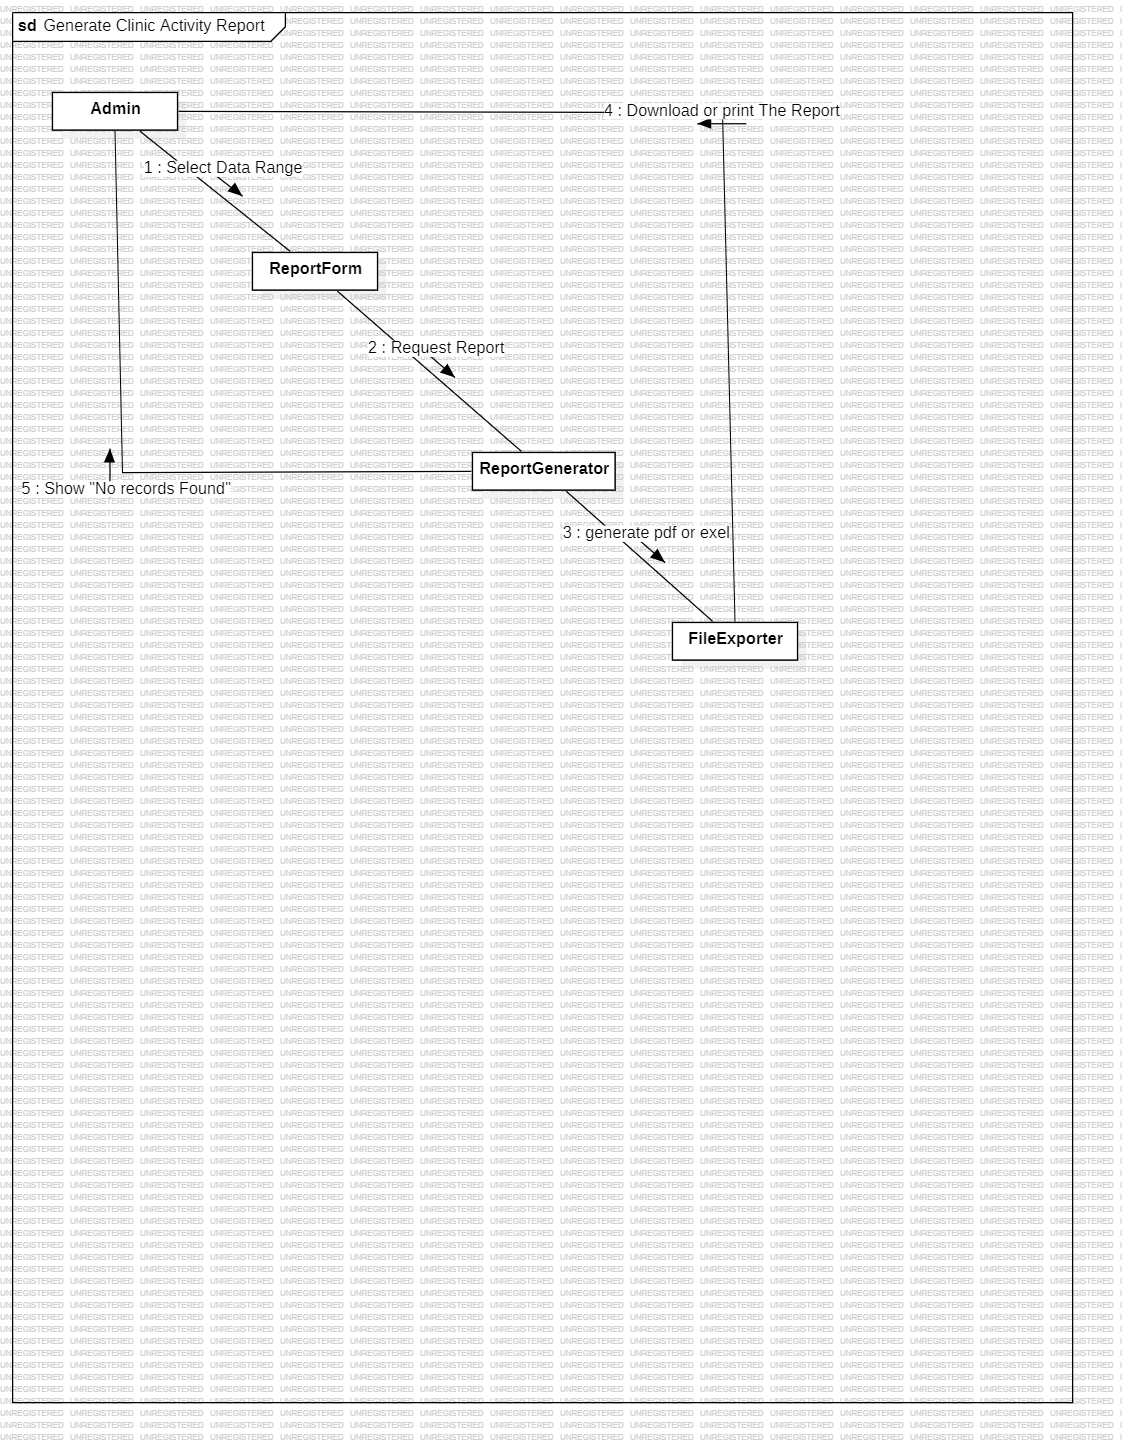 sd Generate Clinic Activity Report
Admin
4 : Download or print The Report
1 : Select Data Range
ReportForm
2 : Request Report
ReportGenerator
5 : Show "No records Found"
3 : generate pdf or exel
FileExporter
UNREGISTERED